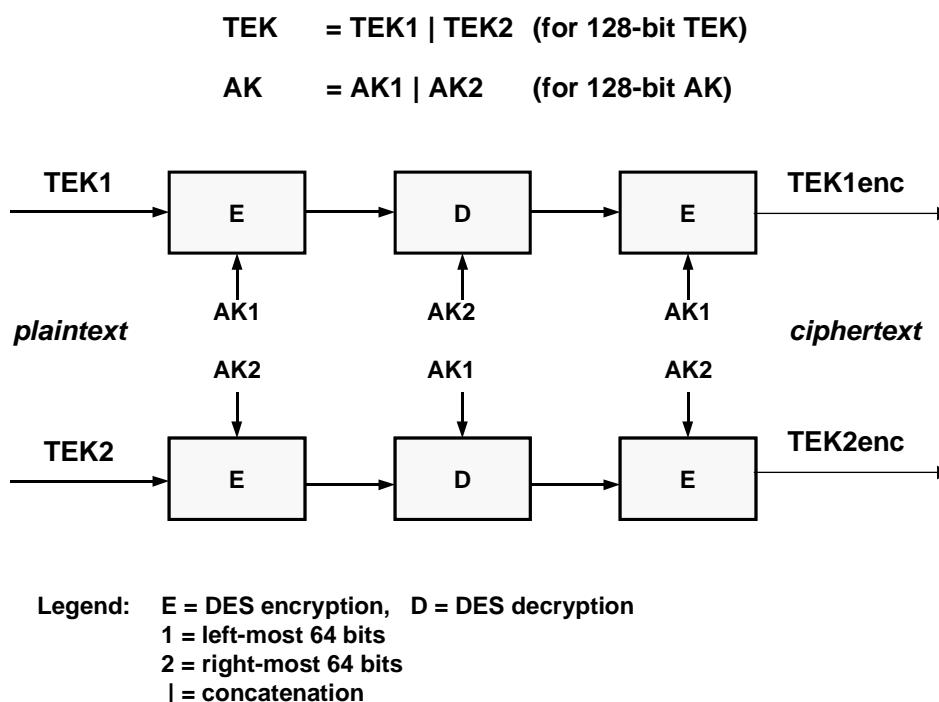 TEK = TEK1 | TEK2 (for 128-bit TEK)
AK = AK1 | AK2 (for 128-bit AK)
TEK1 E D E TEK1enc
AK1 AK2 AK1
plaintext ciphertext
AK2 AK1 AK2
TEK2 E D E TEK2enc
Legend: E = DES encryption, D = DES decryption
1 = left-most 64 bits
2 = right-most 64 bits
| = concatenation